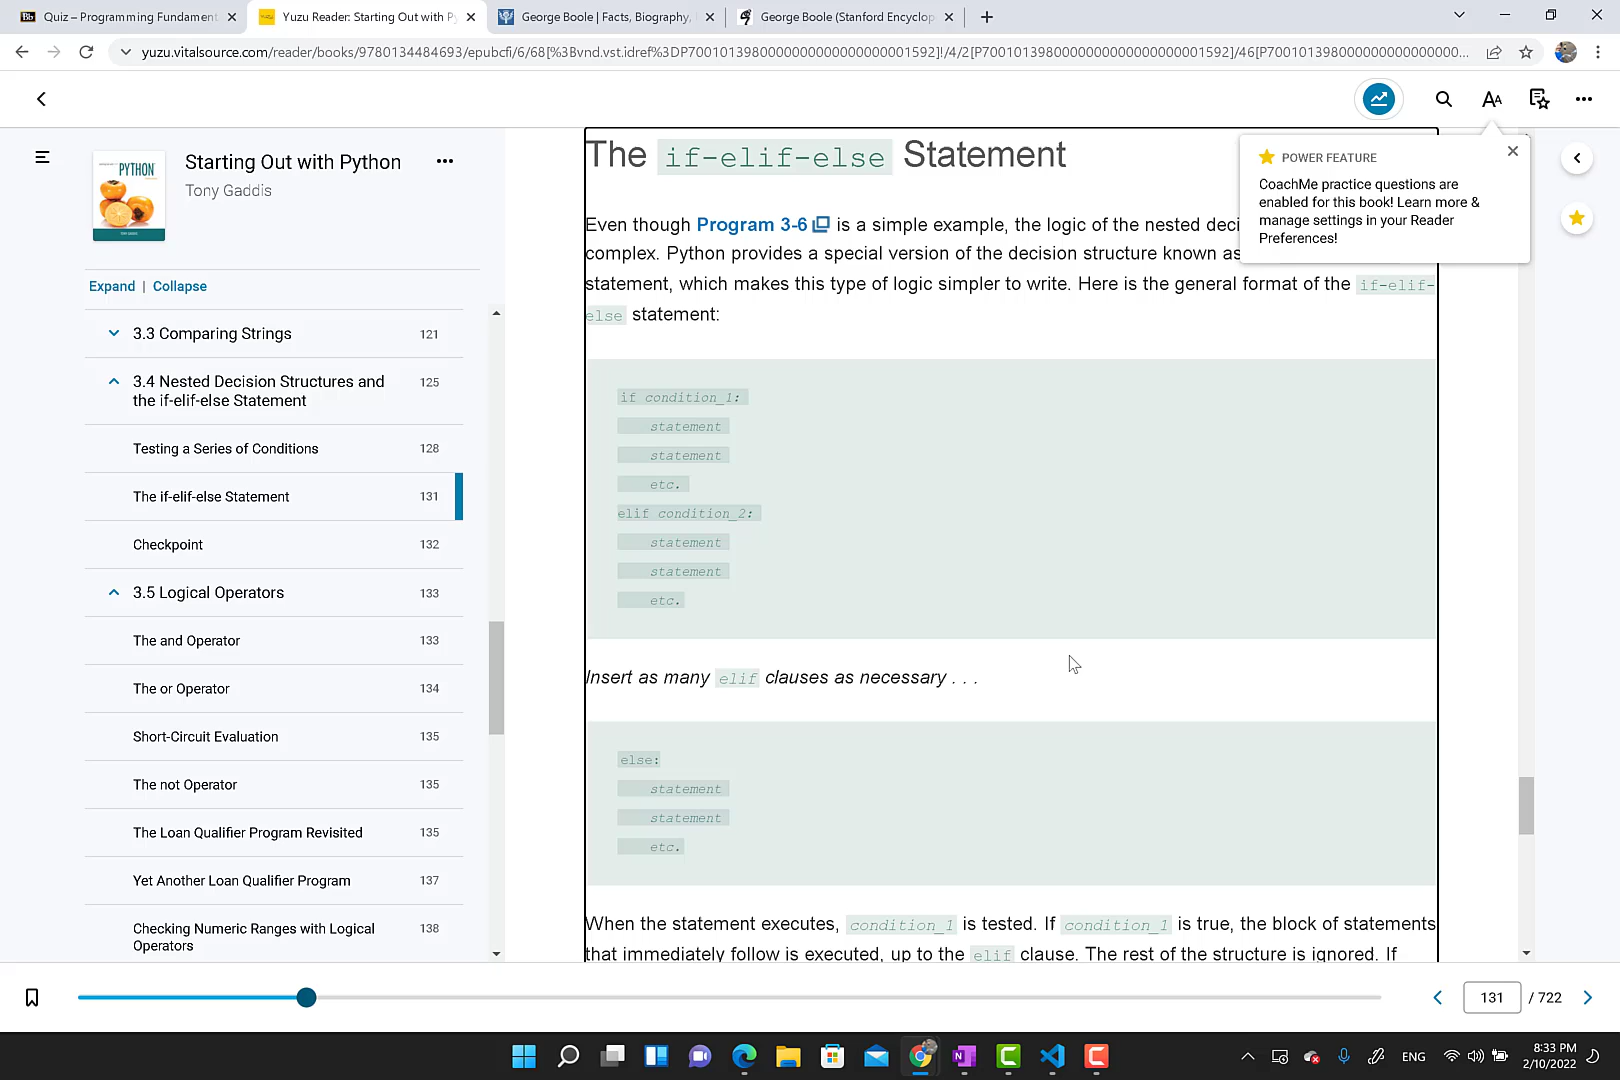 Quiz – Programming Fundament
Yuzu Reader: Starting Out with Py
George Boole | Facts, Biography,
George Boole (Stanford Encyclop
yuzu.vitalsource.com/reader/books/9780134484693/epubcfi/6/68[%3Bvnd.vst.idref%3DP7001013980000000000000000001592]!/4/2[P7001013980000000000000000001592]/46[P700101398000000000000000...
Starting Out with Python
Tony Gaddis
PYTHON
Expand | Collapse
3.3 Comparing Strings 121
3.4 Nested Decision Structures and 125
the if-elif-else Statement
Testing a Series of Conditions 128
The if-elif-else Statement 131
Checkpoint 132
3.5 Logical Operators 133
The and Operator 133
The or Operator 134
Short-Circuit Evaluation 135
The not Operator 135
The Loan Qualifier Program Revisited 135
Yet Another Loan Qualifier Program 137
Checking Numeric Ranges with Logical 138
Operators
The if-elif-else Statement
Even though Program 3-6 is a simple example, the logic of the nested deci
complex. Python provides a special version of the decision structure known as
statement, which makes this type of logic simpler to write. Here is the general format of the if-elif-
else statement:
if condition_1:
statement
statement
etc.
elif condition_2:
statement
statement
etc.
Insert as many elif clauses as necessary . . .
else:
statement
statement
etc.
When the statement executes, condition_1 is tested. If condition_1 is true, the block of statements
that immediately follow is executed, up to the elif clause. The rest of the structure is ignored. If
POWER FEATURE
CoachMe practice questions are
enabled for this book! Learn more &
manage settings in your Reader
Preferences!
131 / 722
ENG
8:33 PM
2/10/2022